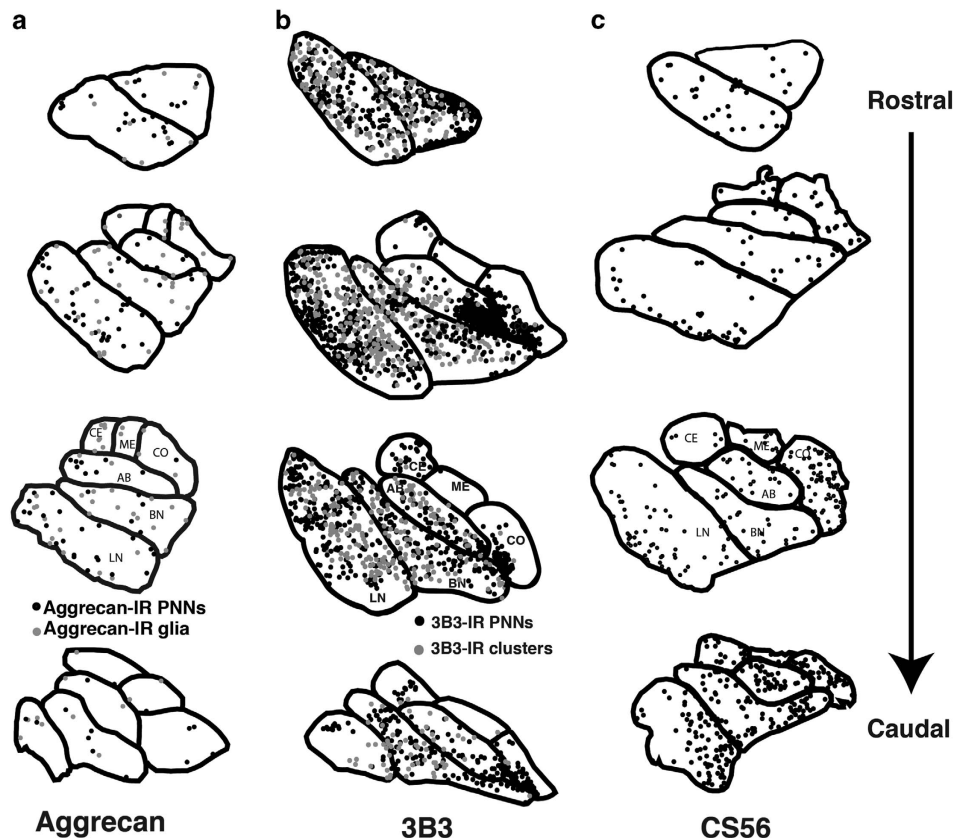 a
b
c
Rostral
CE
ME
CO
AB
BN
LN
Aggrecan-IR PNNs
Aggrecan-IR glia
CE
AB
ME
CO
LN
BN
3B3-IR PNNs
3B3-IR clusters
CE
ME
CO
AB
LN
BN
Caudal
Aggrecan
3B3
CS56